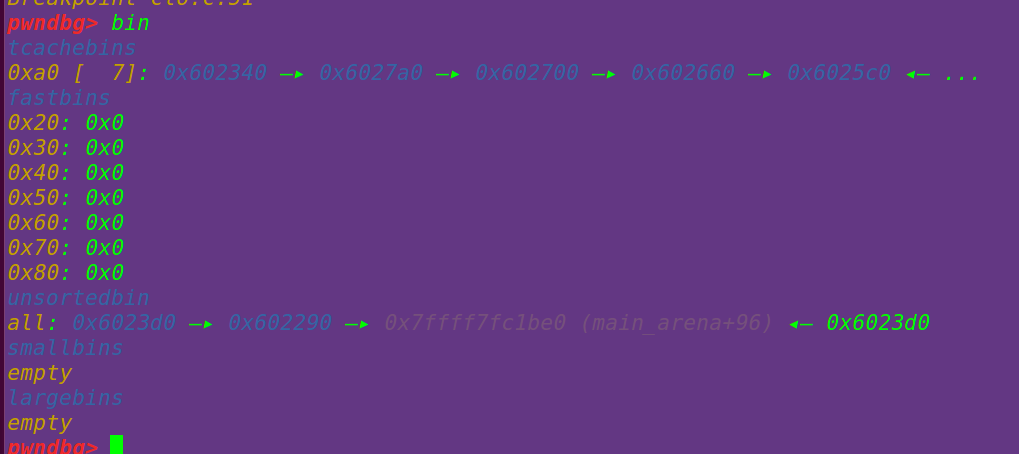 pwndbg> bin
tcachebins
0xa0 [  7]: 0x602340 —▸ 0x6027a0 —▸ 0x602700 —▸ 0x602660 —▸ 0x6025c0 ◂— ...
fastbins
0x20: 0x0
0x30: 0x0
0x40: 0x0
0x50: 0x0
0x60: 0x0
0x70: 0x0
0x80: 0x0
unsortedbin
all: 0x6023d0 —▸ 0x602290 —▸ 0x7ffff7fc1be0 (main_arena+96) ◂— 0x6023d0
smallbins
empty
largebins
empty
pwndbg>